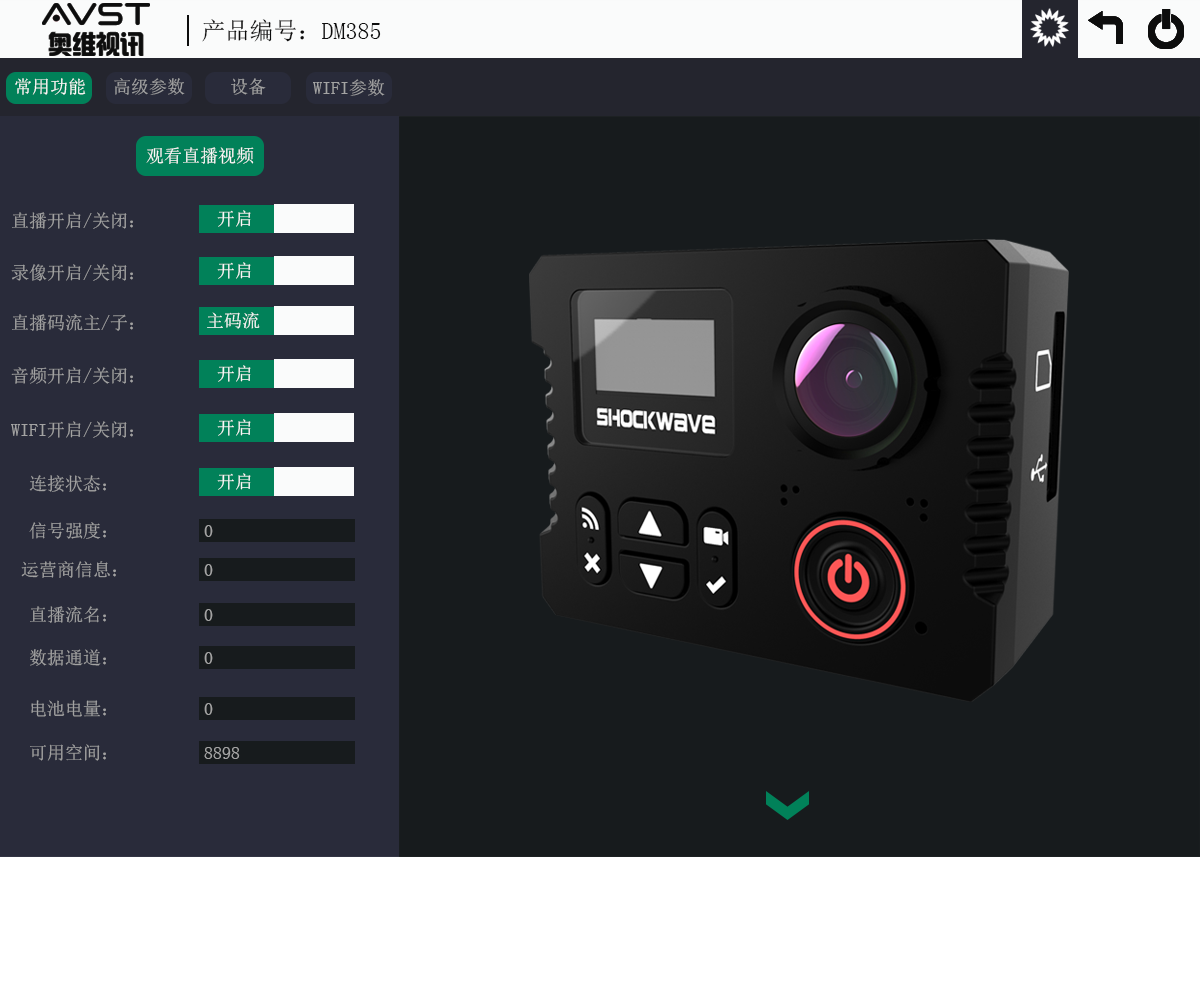 AVST
奥维视讯
产品编号: DM385
常用功能 高级参数 设备 WIFI参数
观看直播视频
直播开启/关闭: 开启
录像开启/关闭: 开启
直播码流主/子: 主码流
音频开启/关闭: 开启
WIFI开启/关闭: 开启
连接状态: 开启
信号强度: 0
运营商信息: 0
直播流名: 0
数据通道: 0
电池电量: 0
可用空间: 8898
SHOCKWAVE